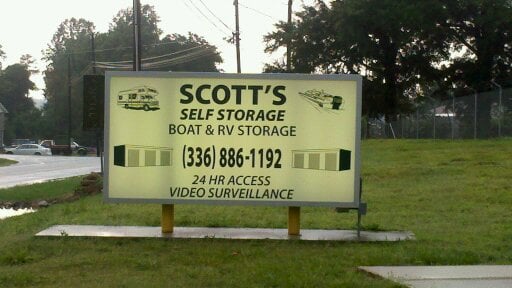 SCOTT'S
SELF STORAGE
BOAT & RV STORAGE
(336) 886-1192
24 HR ACCESS
VIDEO SURVEILLANCE